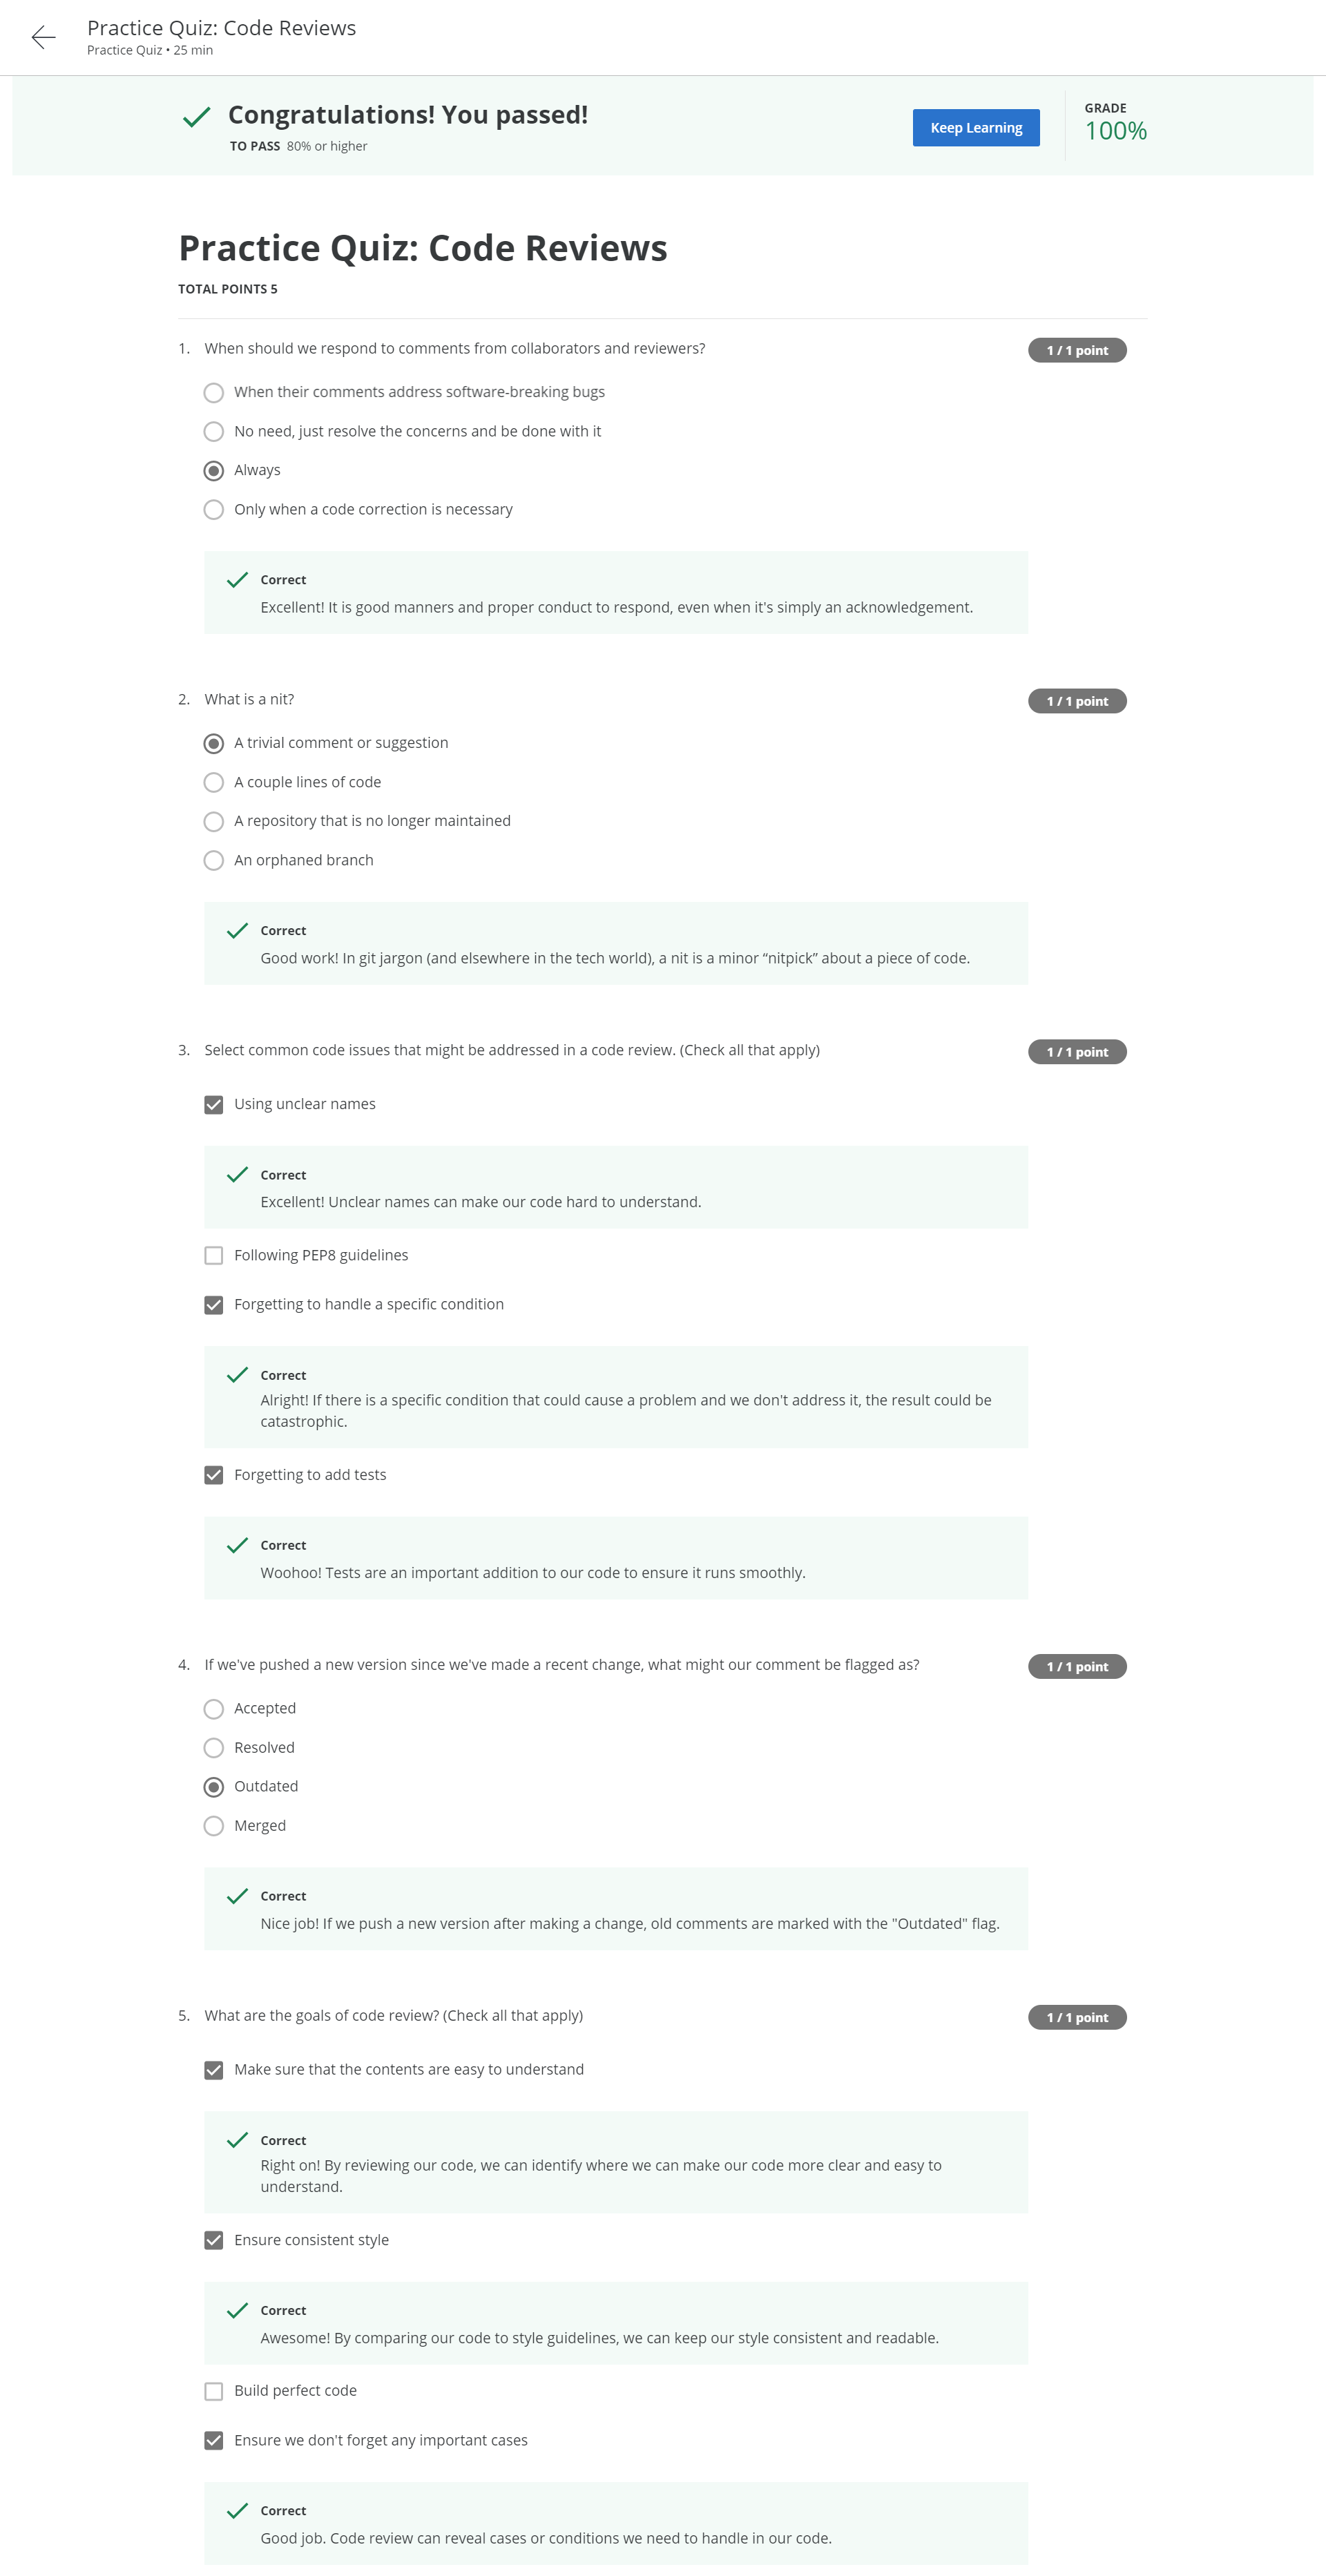 Practice Quiz: Code Reviews
Practice Quiz • 25 min
Congratulations! You passed!
TO PASS 80% or higher
Keep Learning
GRADE
100%
Practice Quiz: Code Reviews
TOTAL POINTS 5
1. When should we respond to comments from collaborators and reviewers?
1 / 1 point
When their comments address software-breaking bugs
No need, just resolve the concerns and be done with it
Always
Only when a code correction is necessary
Correct
Excellent! It is good manners and proper conduct to respond, even when it's simply an acknowledgement.
2. What is a nit?
1 / 1 point
A trivial comment or suggestion
A couple lines of code
A repository that is no longer maintained
An orphaned branch
Correct
Good work! In git jargon (and elsewhere in the tech world), a nit is a minor “nitpick” about a piece of code.
3. Select common code issues that might be addressed in a code review. (Check all that apply)
1 / 1 point
Using unclear names
Correct
Excellent! Unclear names can make our code hard to understand.
Following PEP8 guidelines
Forgetting to handle a specific condition
Correct
Alright! If there is a specific condition that could cause a problem and we don't address it, the result could be
catastrophic.
Forgetting to add tests
Correct
Woohoo! Tests are an important addition to our code to ensure it runs smoothly.
4. If we've pushed a new version since we've made a recent change, what might our comment be flagged as?
1 / 1 point
Accepted
Resolved
Outdated
Merged
Correct
Nice job! If we push a new version after making a change, old comments are marked with the "Outdated" flag.
5. What are the goals of code review? (Check all that apply)
1 / 1 point
Make sure that the contents are easy to understand
Correct
Right on! By reviewing our code, we can identify where we can make our code more clear and easy to
understand.
Ensure consistent style
Correct
Awesome! By comparing our code to style guidelines, we can keep our style consistent and readable.
Build perfect code
Ensure we don't forget any important cases
Correct
Good job. Code review can reveal cases or conditions we need to handle in our code.